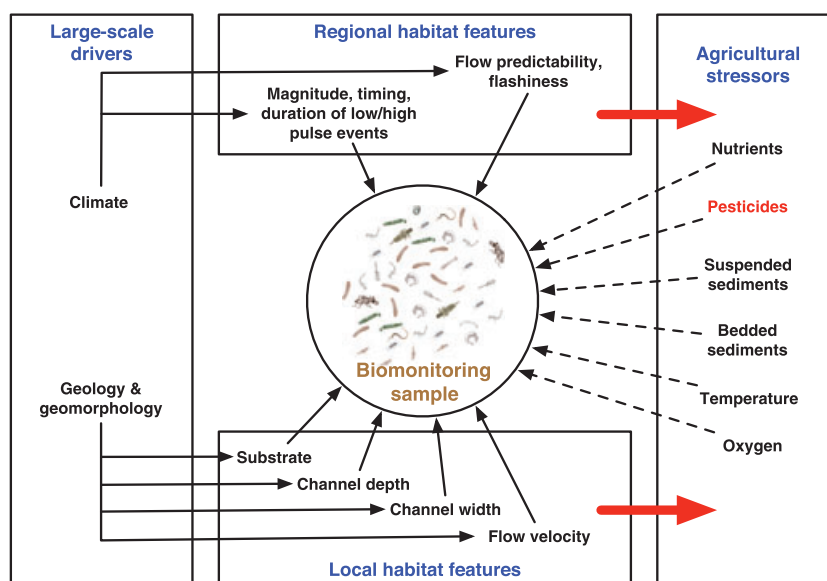 Large-scale
drivers
Climate
Geology &
geomorphology
Regional habitat features
Flow predictability,
flashiness
Magnitude, timing,
duration of low/high
pulse events
Biomonitoring
sample
Substrate
Channel depth
Channel width
Flow velocity
Local habitat features
Agricultural
stressors
Nutrients
Pesticides
Suspended
sediments
Bedded
sediments
Temperature
Oxygen